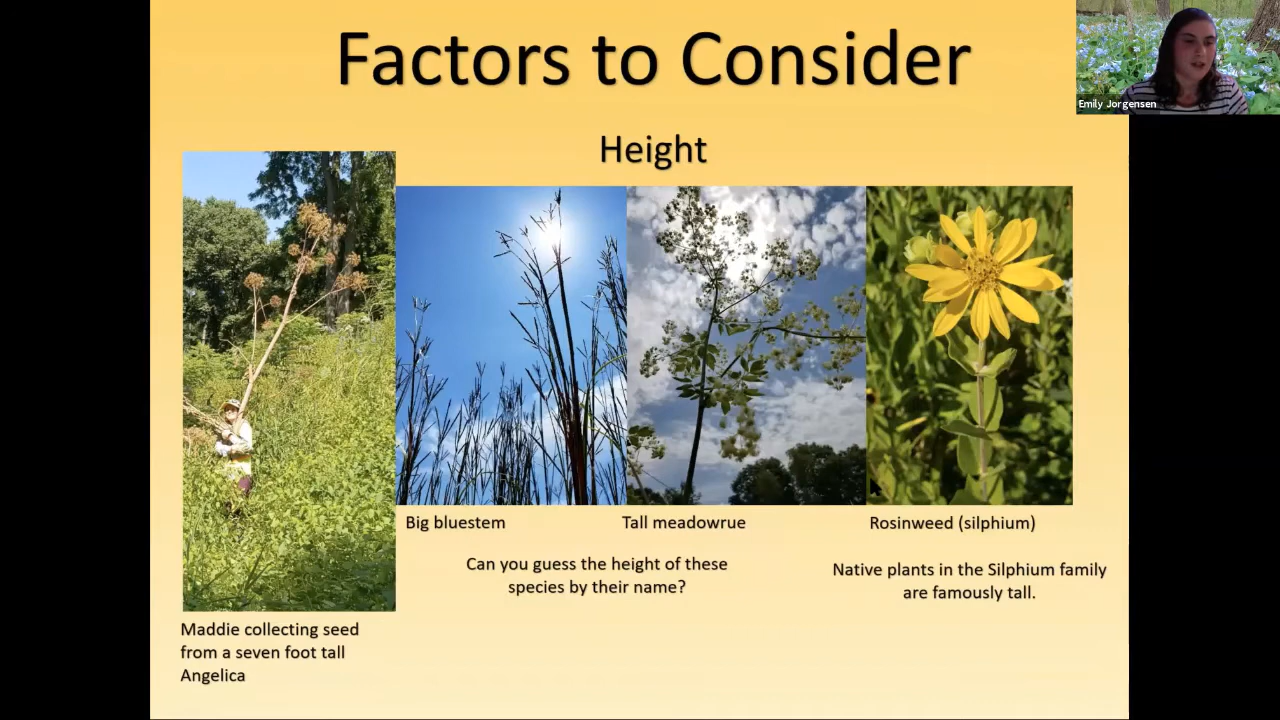 Factors to Consider
Emily Jorgensen
Height
Big bluestem
Tall meadowrue
Rosinweed (silphium)
Can you guess the height of these
species by their name?
Native plants in the Silphium family
are famously tall.
Maddie collecting seed
from a seven foot tall
Angelica